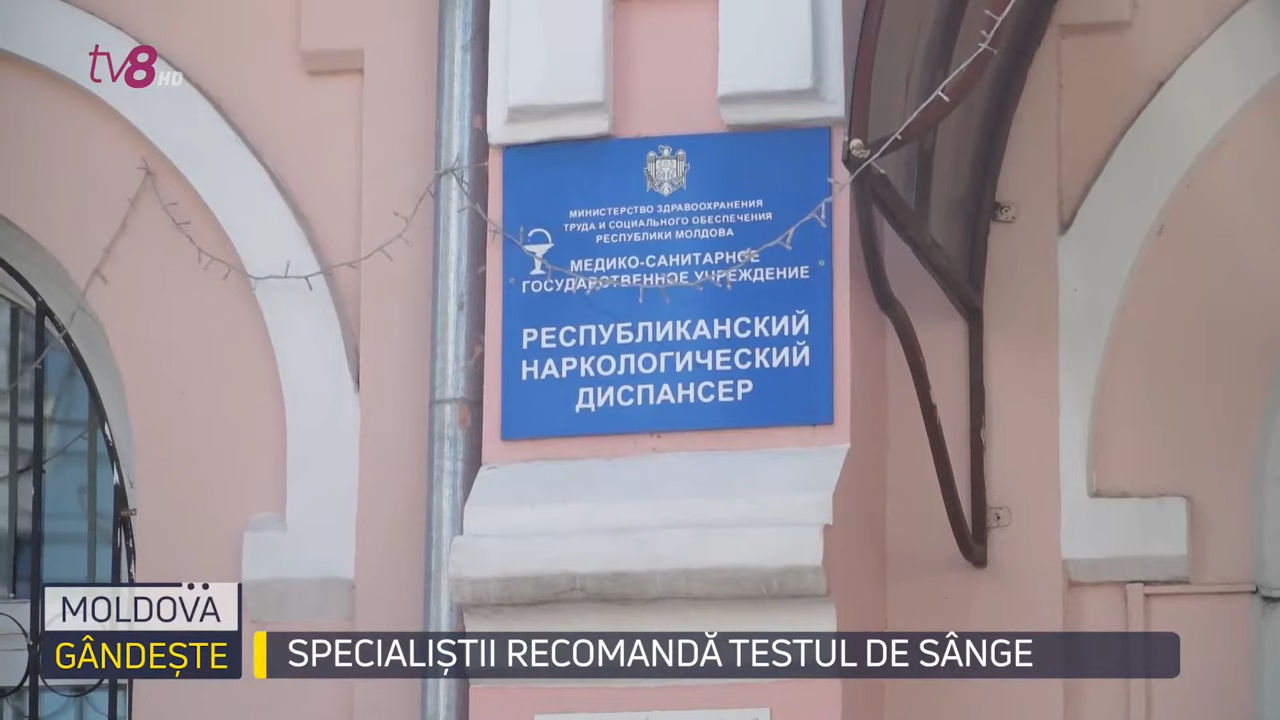 tv8 HD
МИНИСТЕРСТВО ЗДРАВООХРАНЕНИЯ
ТРУДА И СОЦИАЛЬНОГО ОБЕСПЕЧЕНИЯ
РЕСПУБЛИКИ МОЛДОВА
МЕДИКО-САНИТАРНОЕ
ГОСУДАРСТВЕННОЕ УЧРЕЖДЕНИЕ
РЕСПУБЛИКАНСКИЙ
НАРКОЛОГИЧЕСКИЙ
ДИСПАНСЕР
MOLDOVA
GÂNDEȘTE
SPECIALIȘTII RECOMANDĂ TESTUL DE SÂNGE